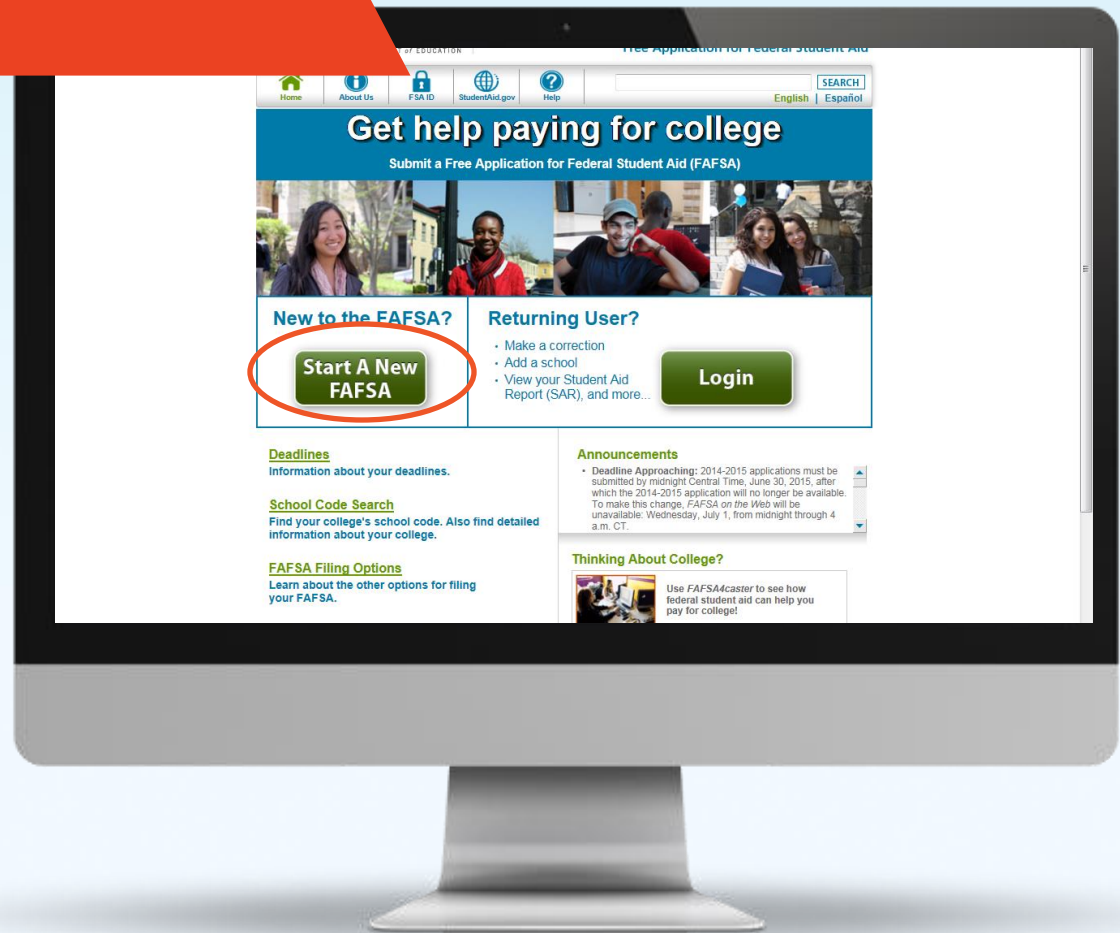 of EDUCATION
Free Application for Federal Student Aid
Home
About Us
FSA ID
StudentAid.gov
Help
SEARCH
English | Español
Get help paying for college
Submit a Free Application for Federal Student Aid (FAFSA)
New to the FAFSA?
Start A New
FAFSA
Returning User?
• Make a correction
• Add a school
• View your Student Aid
Report (SAR), and more...
Login
Deadlines
Information about your deadlines.
School Code Search
Find your college's school code. Also find detailed
information about your college.
FAFSA Filing Options
Learn about the other options for filing
your FAFSA.
Announcements
• Deadline Approaching: 2014-2015 applications must be
submitted by midnight Central Time, June 30, 2015, after
which the 2014-2015 application will no longer be available.
To make this change, FAFSA on the Web will be
unavailable: Wednesday, July 1, from midnight through 4
a.m. CT.
Thinking About College?
Use FAFSA4caster to see how
federal student aid can help you
pay for college!